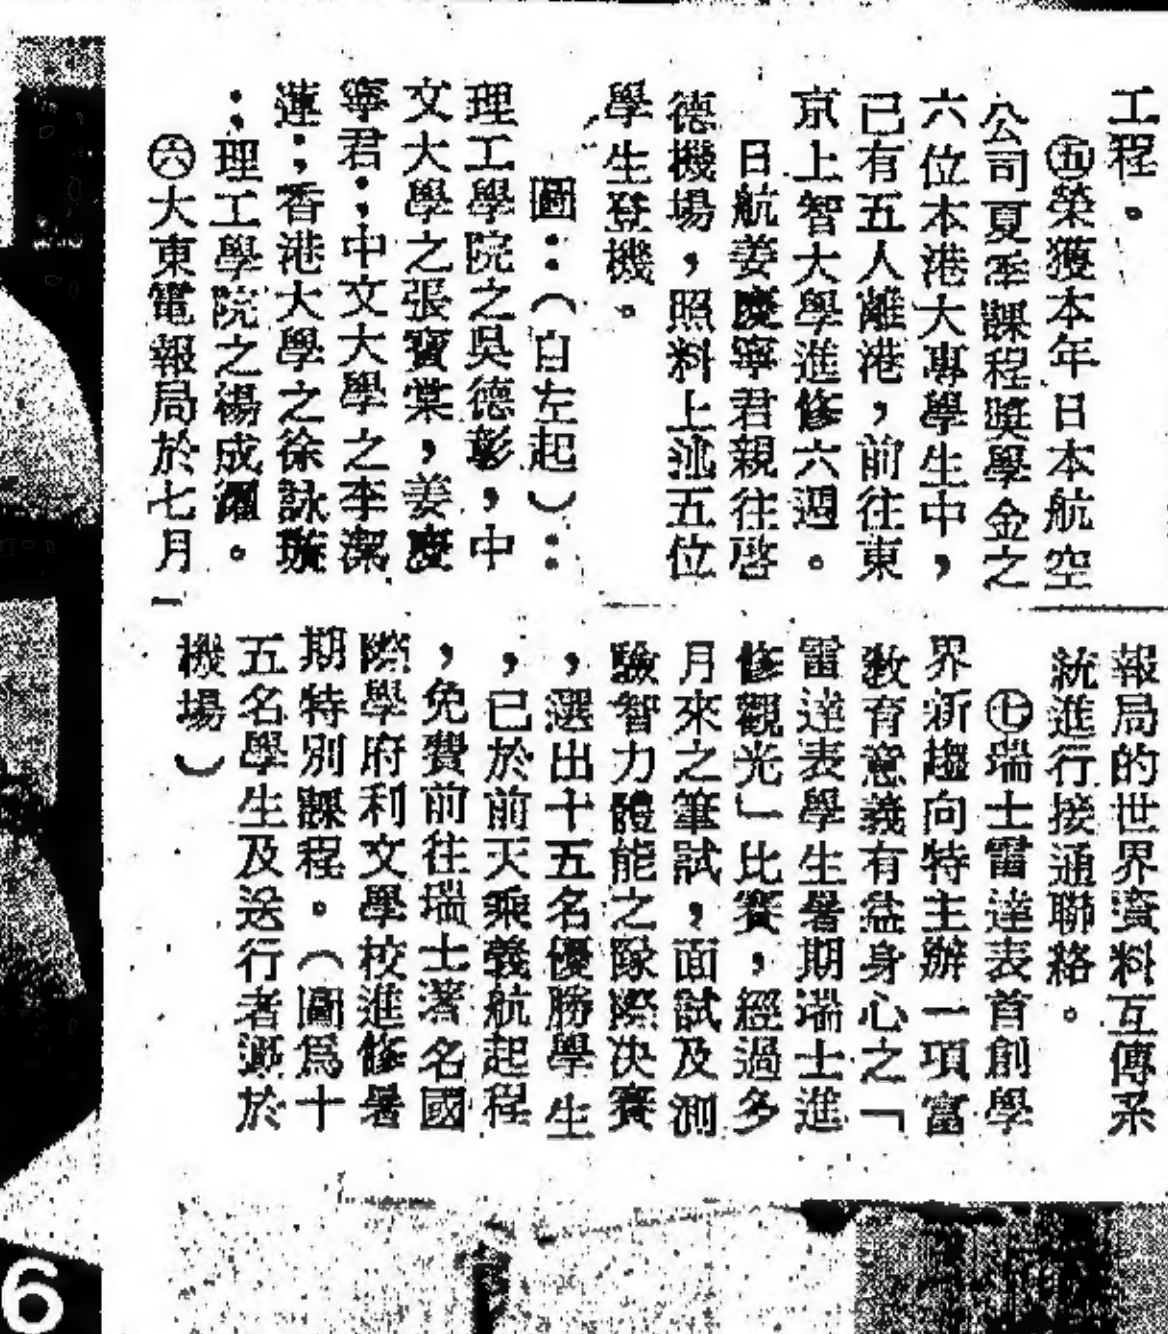 工程。
㊄榮獲本年日本航空
公司夏季課程獎學金之
六位本港大專學生中，
已有五人離港，前往東
京上智大學進修六週。
日航姜慶寧君親往啓
德機場，照料上述五位
學生登機。
圖：（自左起）：
理工學院之吳德彰，中
文大學之張寶棠，姜慶
寧君；中文大學之李潔
蓮；香港大學之徐詠璇
；理工學院之楊成
㊅大東電報局於七月一
報局的世界資料互傳系
統進行接通聯絡。
㊆瑞士雷達表首創學
界新趨向特主辦一項富
敎育意義有益身心之「
雷達表學生暑期瑞士進
修觀光」比賽，經過多
月來之筆試，面試及測
驗智力體能之隊際決賽
，選出十五名優勝學生
，已於前天乘義航起程
，免費前往瑞士著名國
際學府利文學校進修暑
期特別課程。（圖爲十
五名學生及送行者攝於
機場）
6